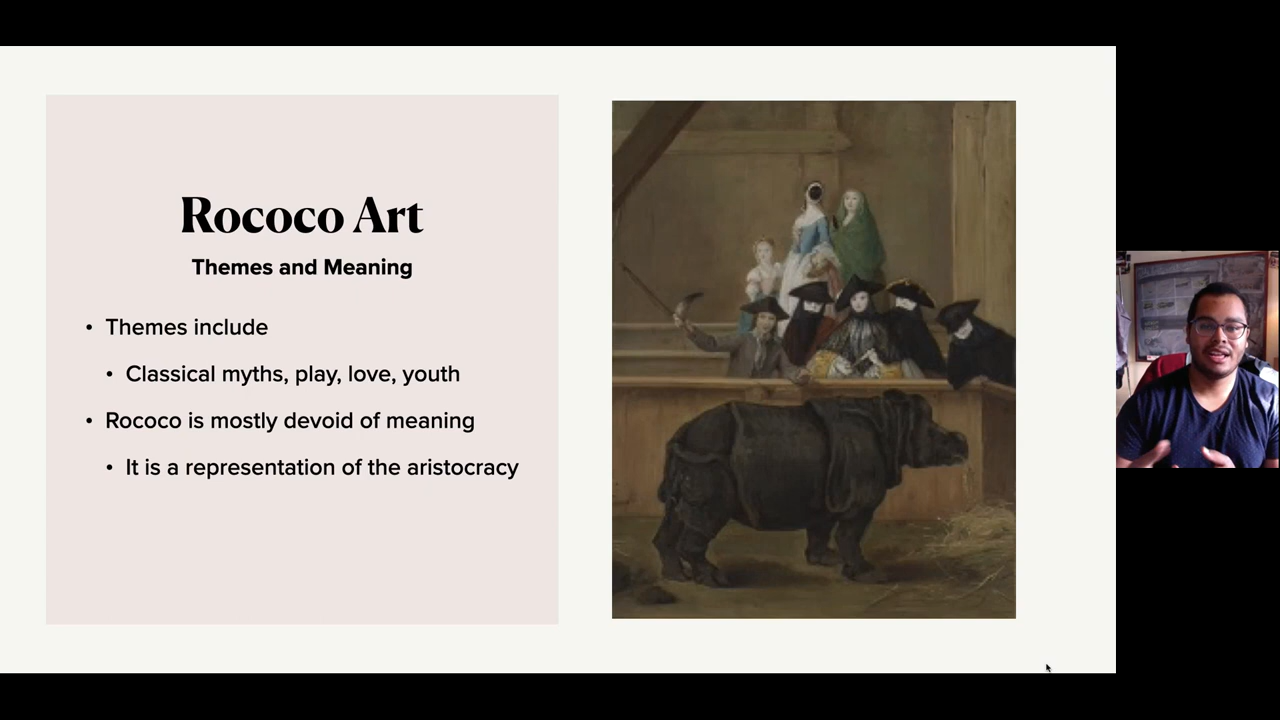 Rococo Art
Themes and Meaning
• Themes include
• Classical myths, play, love, youth
• Rococo is mostly devoid of meaning
• It is a representation of the aristocracy